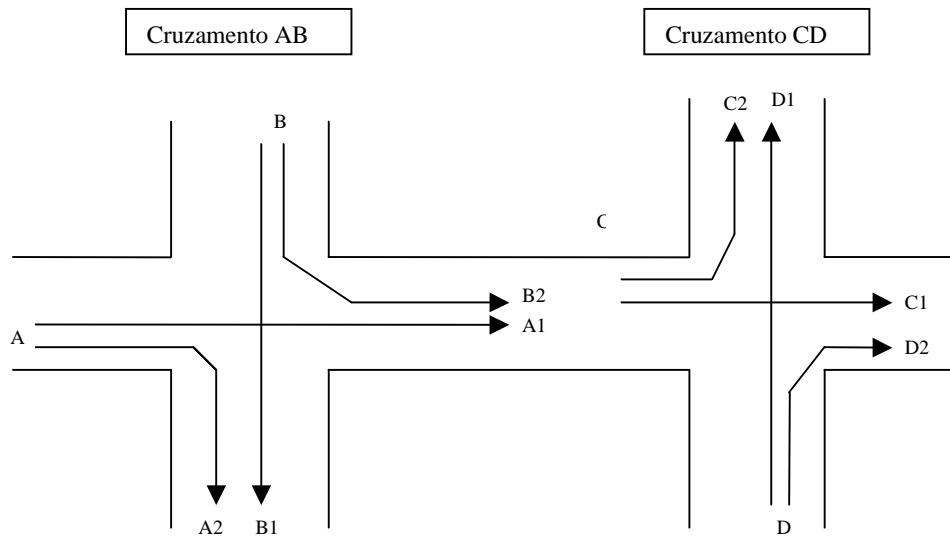 Cruzamento AB
Cruzamento CD
C2
D1
B
C
B2
C1
A1
A
D2
A2
B1
D